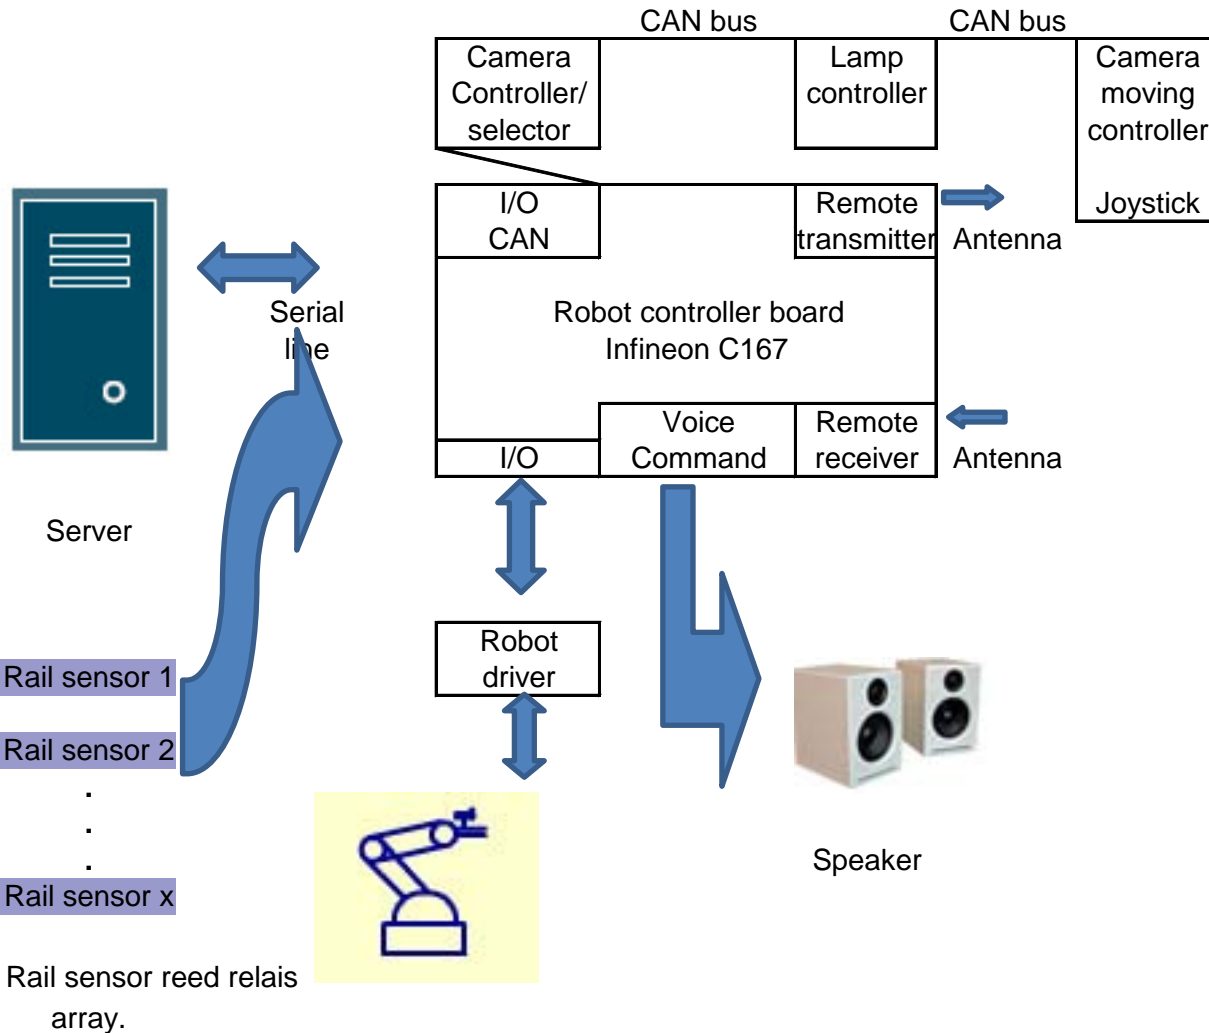 CAN bus
CAN bus
Camera
Controller/
selector
Lamp
controller
Camera
moving
controller
Joystick
I/O
CAN
Remote
transmitter
Antenna
Serial
line
Robot controller board
Infineon C167
Voice
Command
Remote
receiver
Antenna
I/O
Server
Robot
driver
Rail sensor 1
Rail sensor 2
.
.
.
Rail sensor x
Speaker
Rail sensor reed relais
array.